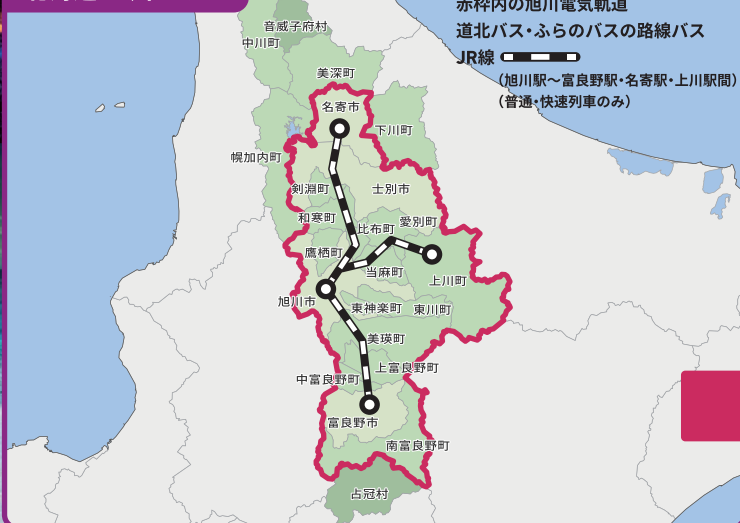 赤枠内の旭川電気軌道
道北バス・ふらのバスの路線バス
JR線
（旭川駅～富良野駅・名寄駅・上川駅間）
（普通・快速列車のみ）
音威子府村
中川町
美深町
名寄市
下川町
幌加内町
剣淵町
士別市
和寒町
愛別町
比布町
鷹栖町
当麻町
上川町
旭川市
東神楽町
東川町
美瑛町
上富良野町
中富良野町
富良野市
南富良野町
占冠村